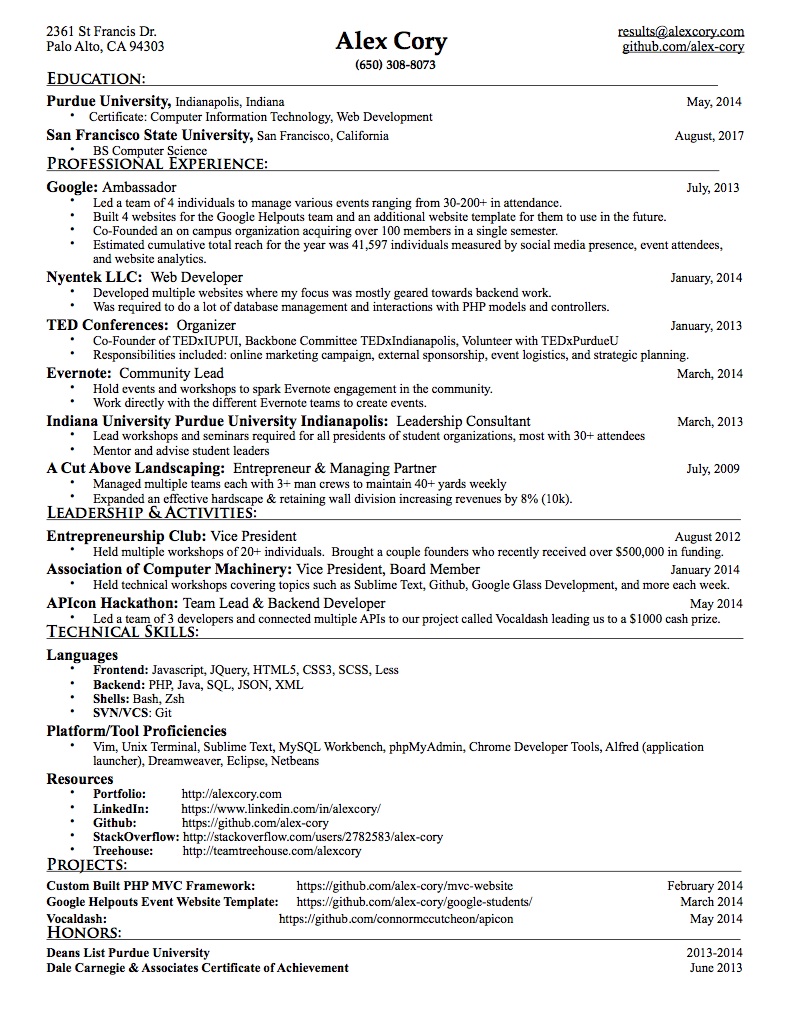 2361 St Francis Dr.
Palo Alto, CA 94303
Alex Cory
(650) 308-8073
results@alexcory.com
github.com/alex-cory
EDUCATION:
Purdue University, Indianapolis, Indiana May, 2014
• Certificate: Computer Information Technology, Web Development
San Francisco State University, San Francisco, California August, 2017
• BS Computer Science
PROFESSIONAL EXPERIENCE:
Google: Ambassador July, 2013
• Led a team of 4 individuals to manage various events ranging from 30-200+ in attendance.
• Built 4 websites for the Google Helpouts team and an additional website template for them to use in the future.
• Co-Founded an on campus organization acquiring over 100 members in a single semester.
• Estimated cumulative total reach for the year was 41,597 individuals measured by social media presence, event attendees,
and website analytics.
Nyentek LLC: Web Developer January, 2014
• Developed multiple websites where my focus was mostly geared towards backend work.
• Was required to do a lot of database management and interactions with PHP models and controllers.
TED Conferences: Organizer January, 2013
• Co-Founder of TEDxIUPUI, Backbone Committee TEDxIndianapolis, Volunteer with TEDxPurdueU
• Responsibilities included: online marketing campaign, external sponsorship, event logistics, and strategic planning.
Evernote: Community Lead March, 2014
• Hold events and workshops to spark Evernote engagement in the community.
• Work directly with the different Evernote teams to create events.
Indiana University Purdue University Indianapolis: Leadership Consultant March, 2013
• Lead workshops and seminars required for all presidents of student organizations, most with 30+ attendees
• Mentor and advise student leaders
A Cut Above Landscaping: Entrepreneur & Managing Partner July, 2009
• Managed multiple teams each with 3+ man crews to maintain 40+ yards weekly
• Expanded an effective hardscape & retaining wall division increasing revenues by 8% (10k).
LEADERSHIP & ACTIVITIES:
Entrepreneurship Club: Vice President August 2012
• Held multiple workshops of 20+ individuals. Brought a couple founders who recently received over $500,000 in funding.
Association of Computer Machinery: Vice President, Board Member January 2014
• Held technical workshops covering topics such as Sublime Text, Github, Google Glass Development, and more each week.
APIcon Hackathon: Team Lead & Backend Developer May 2014
• Led a team of 3 developers and connected multiple APIs to our project called Vocaldash leading us to a $1000 cash prize.
TECHNICAL SKILLS:
Languages
• Frontend: Javascript, JQuery, HTML5, CSS3, SCSS, Less
• Backend: PHP, Java, SQL, JSON, XML
• Shells: Bash, Zsh
• SVN/VCS: Git
Platform/Tool Proficiencies
• Vim, Unix Terminal, Sublime Text, MySQL Workbench, phpMyAdmin, Chrome Developer Tools, Alfred (application
launcher), Dreamweaver, Eclipse, Netbeans
Resources
• Portfolio: http://alexcory.com
• LinkedIn: https://www.linkedin.com/in/alexcory/
• Github: https://github.com/alex-cory
• StackOverflow: http://stackoverflow.com/users/2782583/alex-cory
• Treehouse: http://teamtreehouse.com/alexcory
PROJECTS:
Custom Built PHP MVC Framework: https://github.com/alex-cory/mvc-website February 2014
Google Helpouts Event Website Template: https://github.com/alex-cory/google-students/ March 2014
Vocaldash: https://github.com/connormccutcheon/apicon May 2014
HONORS:
Deans List Purdue University 2013-2014
Dale Carnegie & Associates Certificate of Achievement June 2013